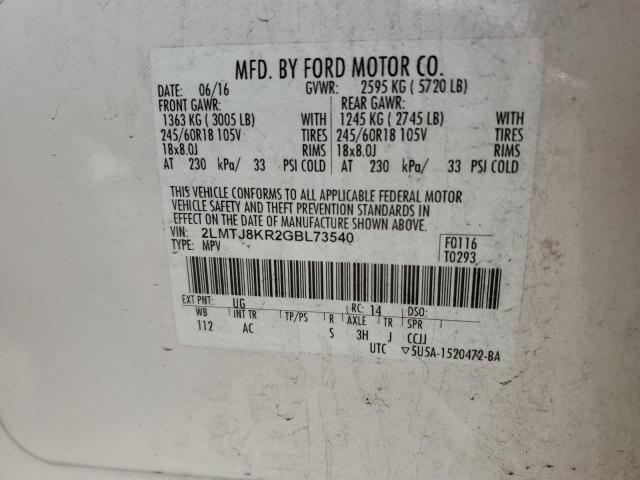 MFD. BY FORD MOTOR CO.
DATE: 06/16 GVWR: 2595 KG ( 5720 LB)
FRONT GAWR: REAR GAWR:
1363 KG ( 3005 LB) WITH 1245 KG ( 2745 LB) WITH
245/60R18 105V TIRES 245/60R18 105V TIRES
18x8.0J RIMS 18x8.0J RIMS
AT 230 kPa/ 33 PSI COLD AT 230 kPa/ 33 PSI COLD
THIS VEHICLE CONFORMS TO ALL APPLICABLE FEDERAL MOTOR
VEHICLE SAFETY AND THEFT PREVENTION STANDARDS IN
EFFECT ON THE DATE OF MANUFACTURE SHOWN ABOVE.
VIN: 2LMTJ8KR2GBL73540 F0116
TYPE: MPV T0293
EXT PNT: UG RC: 14 DSO:
WB INT TR TP/PS R AXLE TR SPR
112 AC S 3H J CCJJ
UTC ▽5U5A-1520472-BA